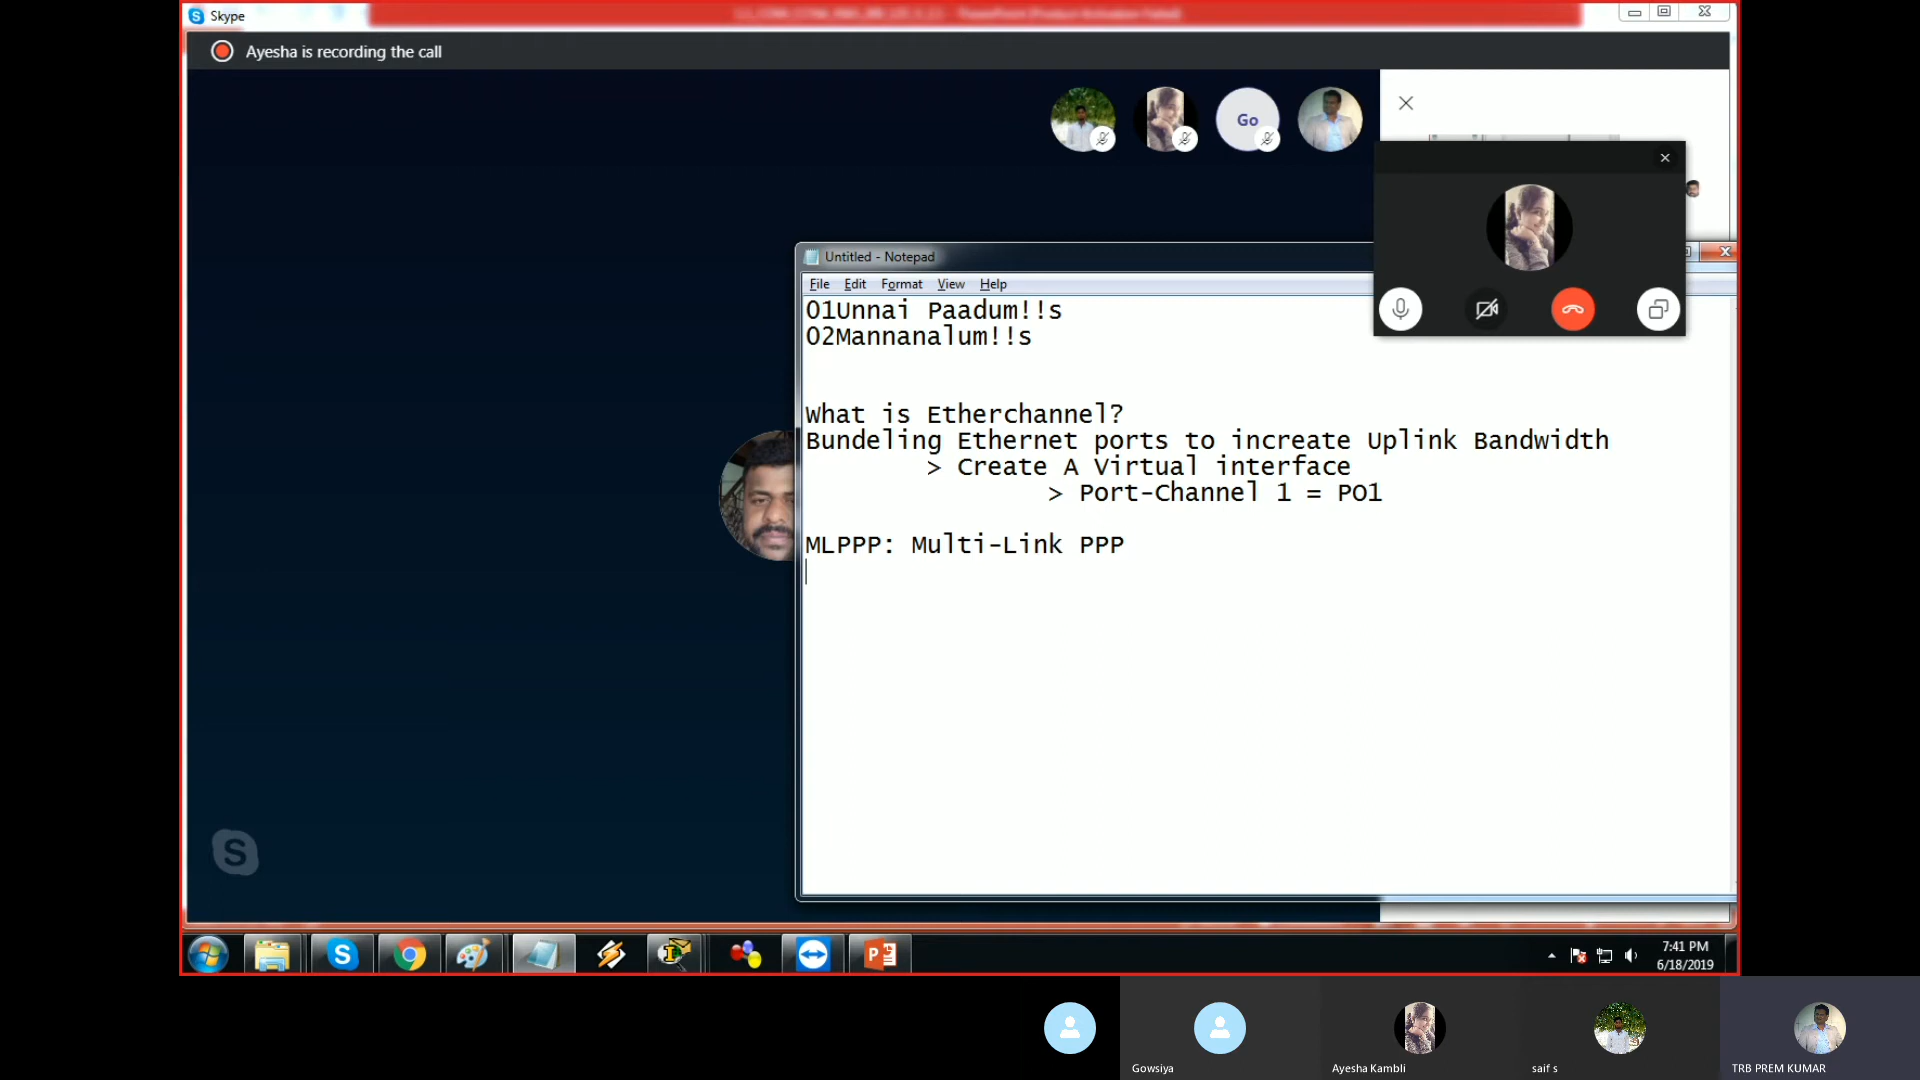 Skype
Ayesha is recording the call
Go
Untitled - Notepad
File Edit Format View Help
01Unnai Paadum!!s
02Mannanalum!!s
What is Etherchannel?
Bundeling Ethernet ports to increate Uplink Bandwidth
> Create A Virtual interface
> Port-Channel 1 = PO1
MLPPP: Multi-Link PPP
7:41 PM
6/18/2019
Gowsiya
Ayesha Kambli
saif s
TRB PREM KUMAR